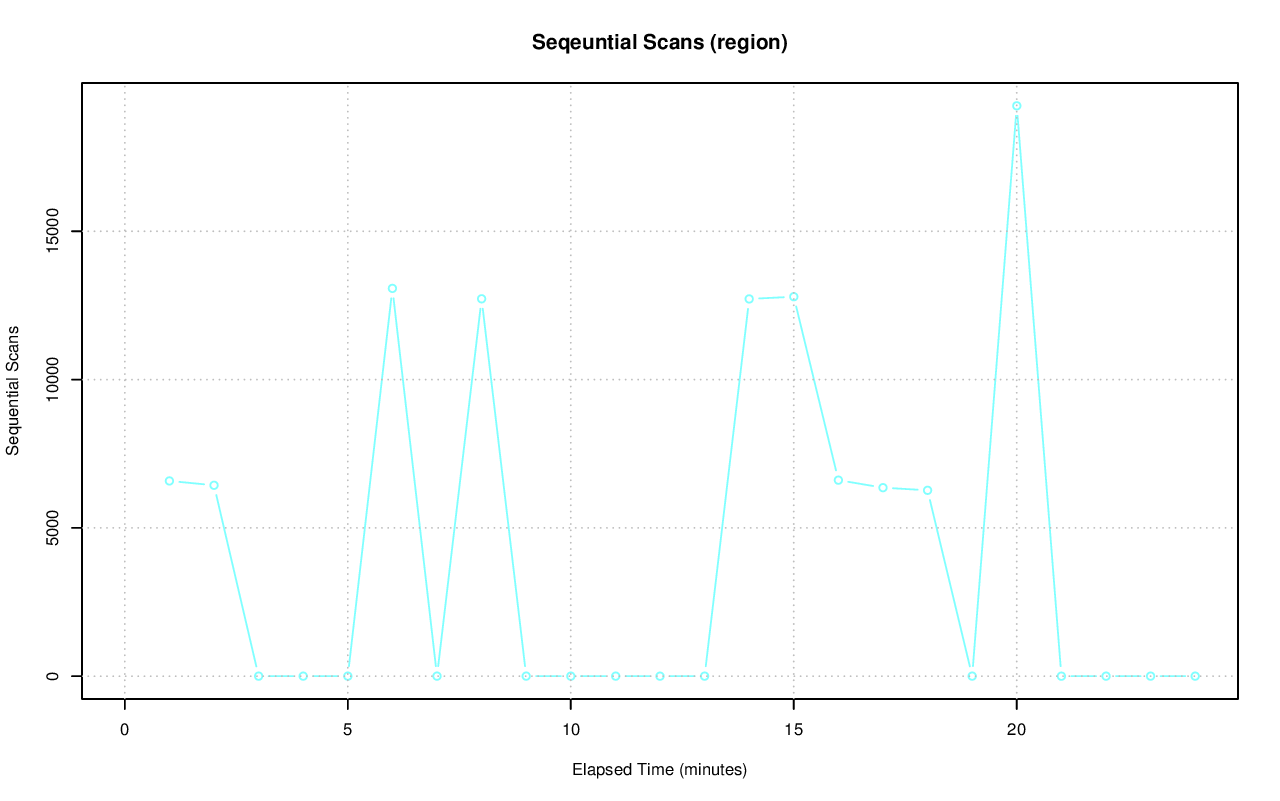 Seqeuntial Scans (region)
Sequential Scans
15000
10000
5000
0
0 5 10 15 20
Elapsed Time (minutes)